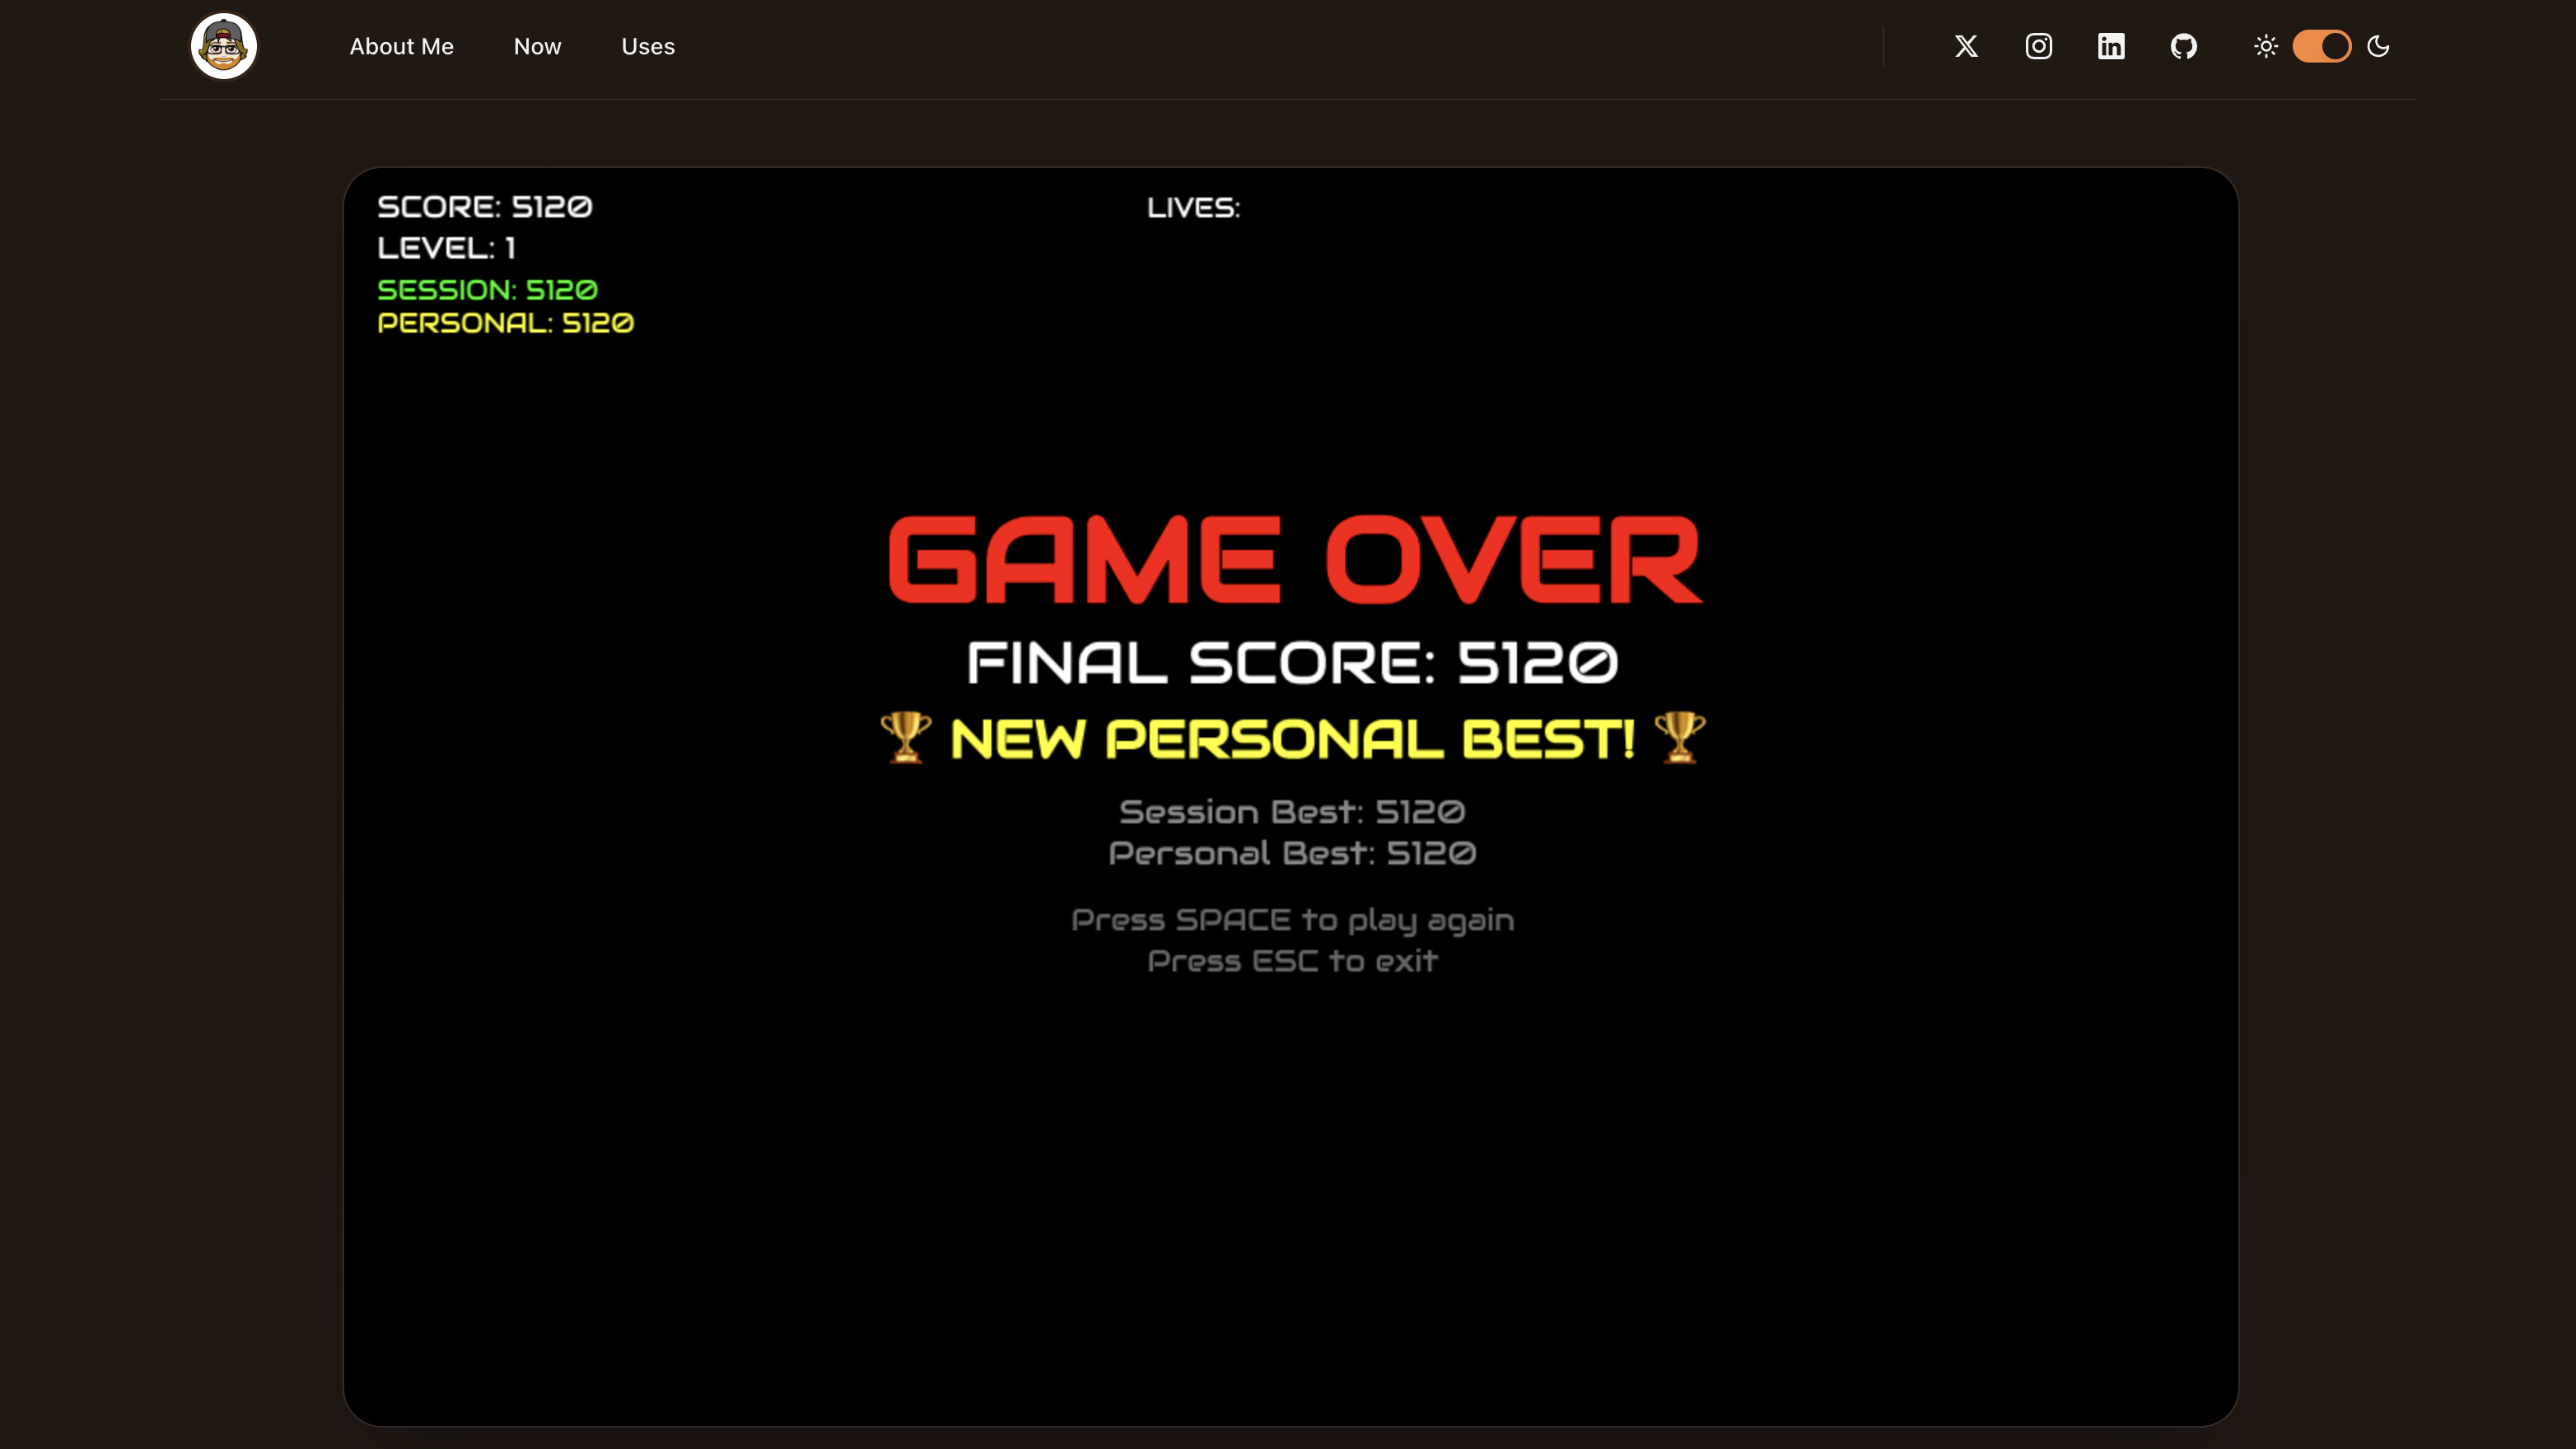 About Me Now Uses
SCORE: 5120
LIVES:
LEVEL: 1
SESSION: 5120
PERSONAL: 5120
GAME OVER
FINAL SCORE: 5120
🏆 NEW PERSONAL BEST! 🏆
Session Best: 5120
Personal Best: 5120
Press SPACE to play again
Press ESC to exit